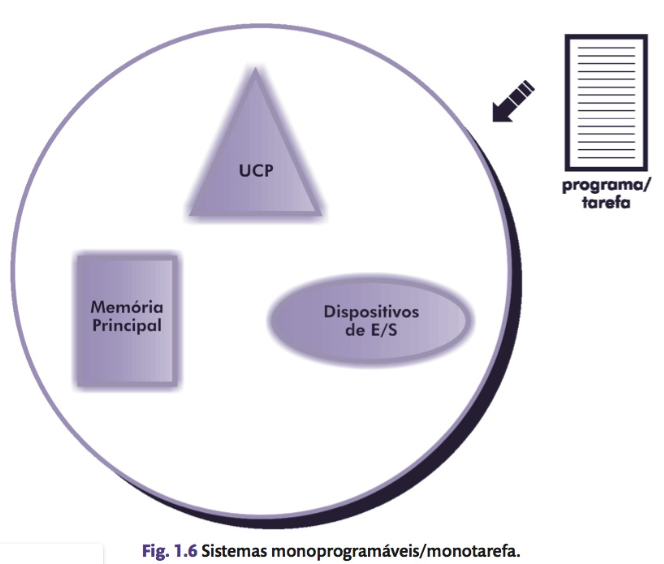 UCP
programa/
tarefa
Memória
Principal
Dispositivos
de E/S
Fig. 1.6 Sistemas monoprogramáveis/monotarefa.